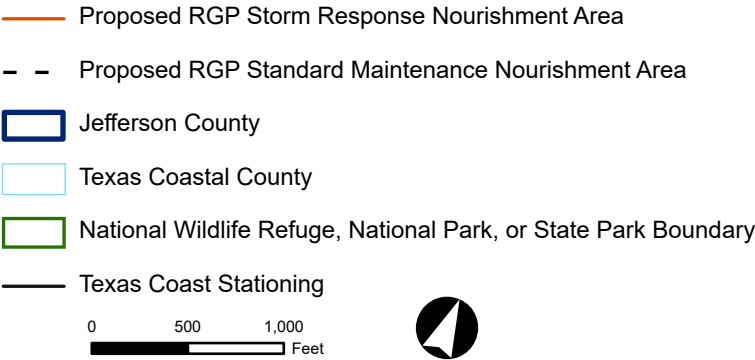 Proposed RGP Storm Response Nourishment Area
Proposed RGP Standard Maintenance Nourishment Area
Jefferson County
Texas Coastal County
National Wildlife Refuge, National Park, or State Park Boundary
Texas Coast Stationing
0 500 1,000
Feet